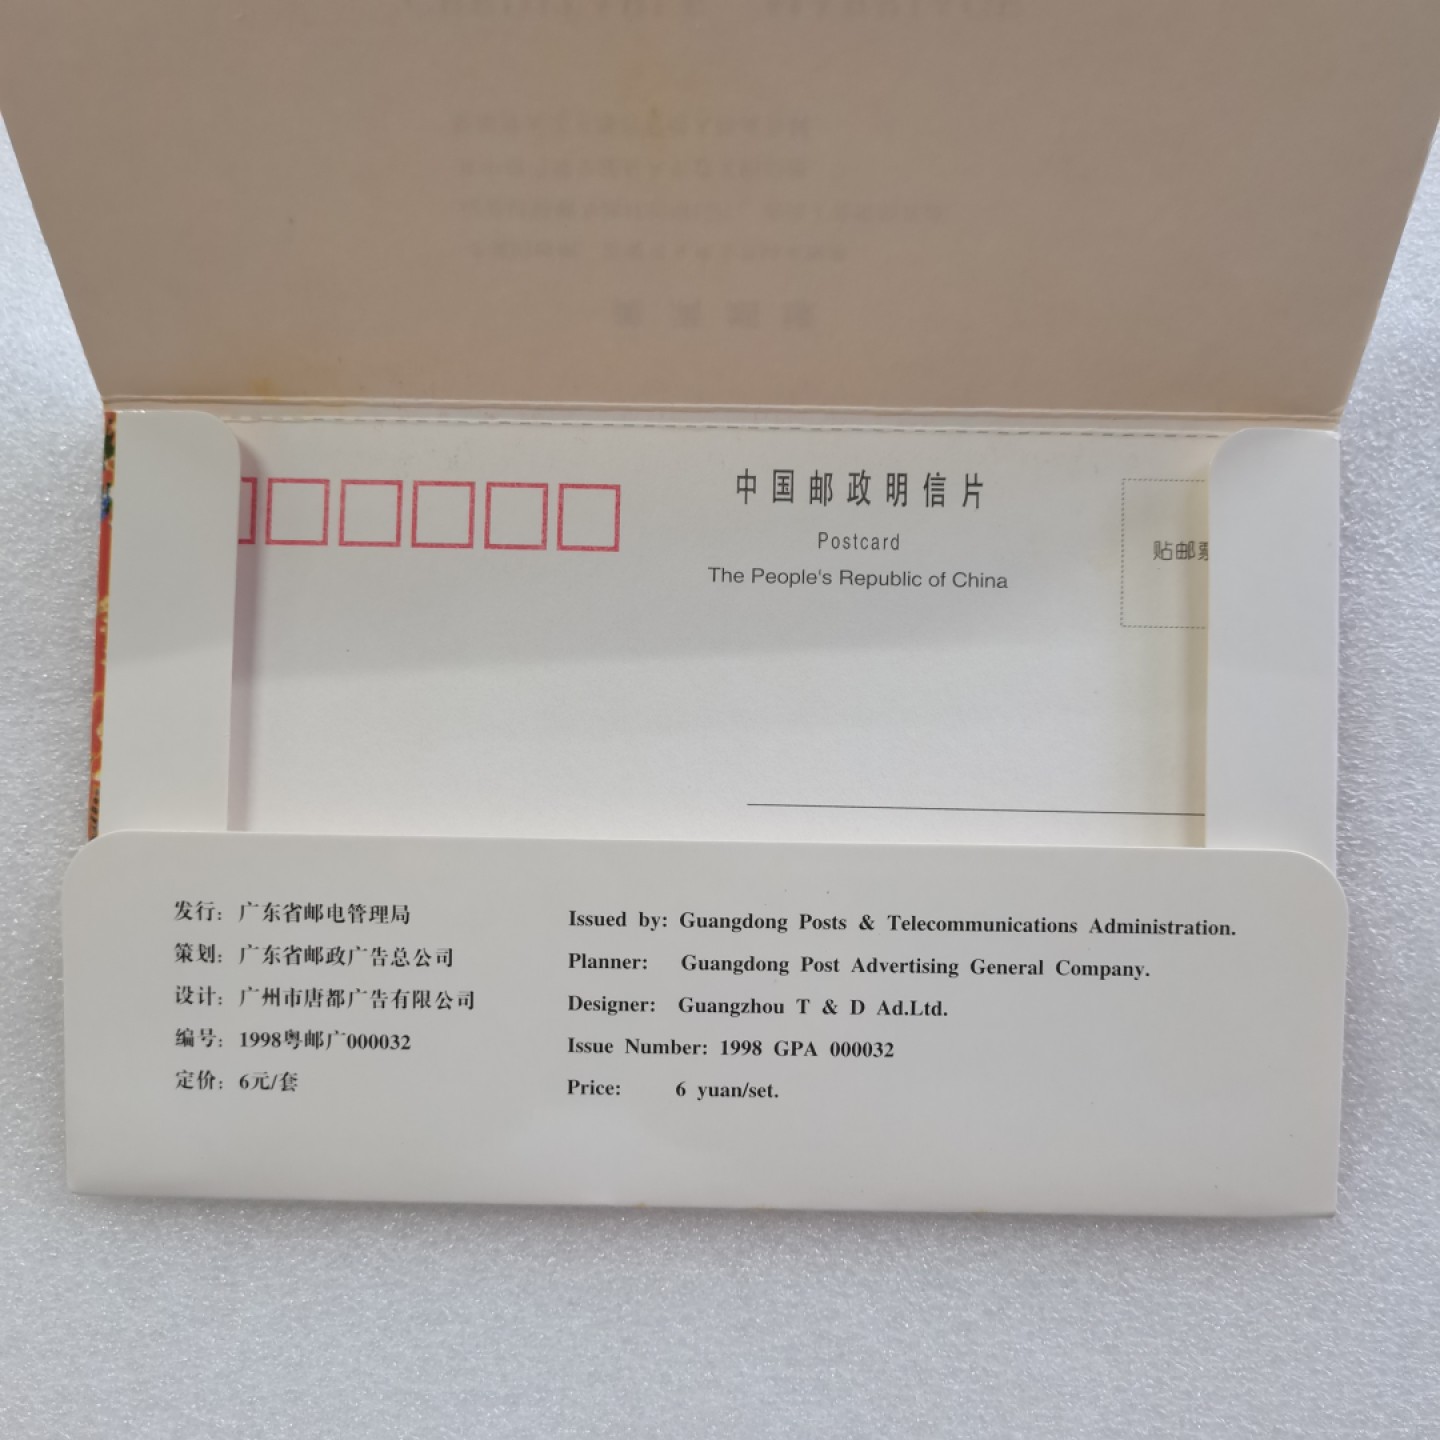 中国邮政明信片
Postcard
The People's Republic of China
贴邮票
发行：广东省邮电管理局
策划：广东省邮政广告总公司
设计：广州市唐都广告有限公司
编号：1998粤邮广000032
定价：6元/套
Issued by: Guangdong Posts & Telecommunications Administration.
Planner: Guangdong Post Advertising General Company.
Designer: Guangzhou T & D Ad.Ltd.
Issue Number: 1998 GPA 000032
Price: 6 yuan/set.